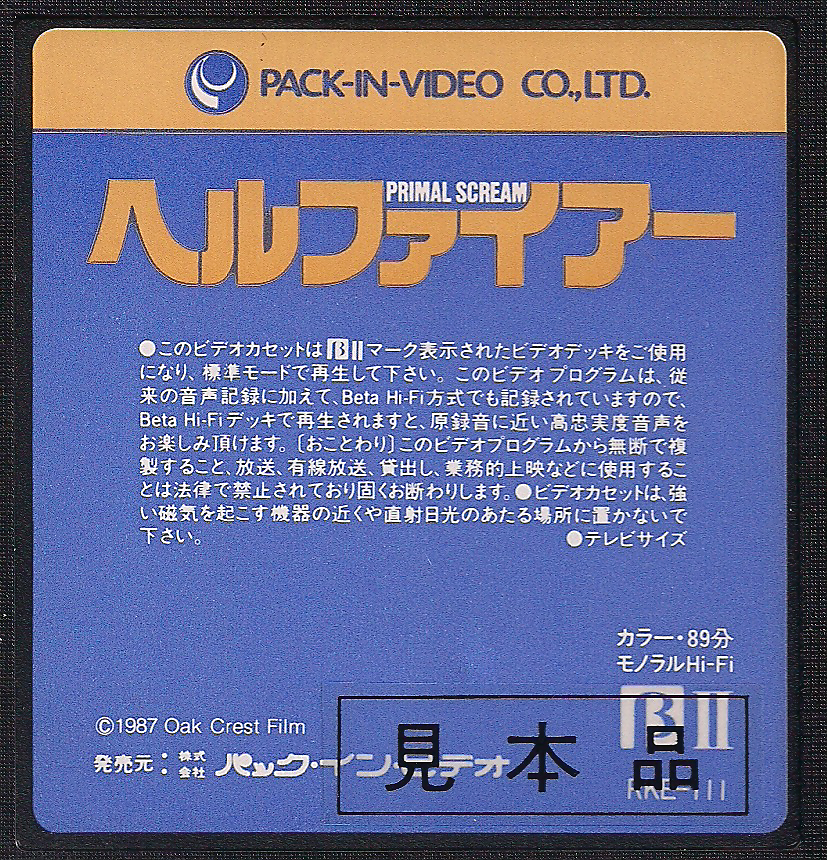 PACK-IN-VIDEO CO.,LTD.
PRIMAL SCREAM
ヘルファイアー
●このビデオカセットはβIIマーク表示されたビデオデッキをご使用
になり、標準モードで再生して下さい。このビデオプログラムは、従
来の音声記録に加えて、Beta Hi-Fi方式でも記録されていますので、
Beta Hi-Fiデッキで再生されますと、原録音に近い高忠実度音声を
お楽しみ頂けます。〔おことわり〕このビデオプログラムから無断で複
製すること、放送、有線放送、貸出し、業務的上映などに使用するこ
とは法律で禁止されており固くお断わりします。●ビデオカセットは、強
い磁気を起こす機器の近くや直射日光のあたる場所に置かないで
下さい。 ●テレビサイズ
カラー・89分
モノラルHi-Fi
βII
©1987 Oak Crest Film
発売元：株式会社 パック・イン・ビデオ
見本品